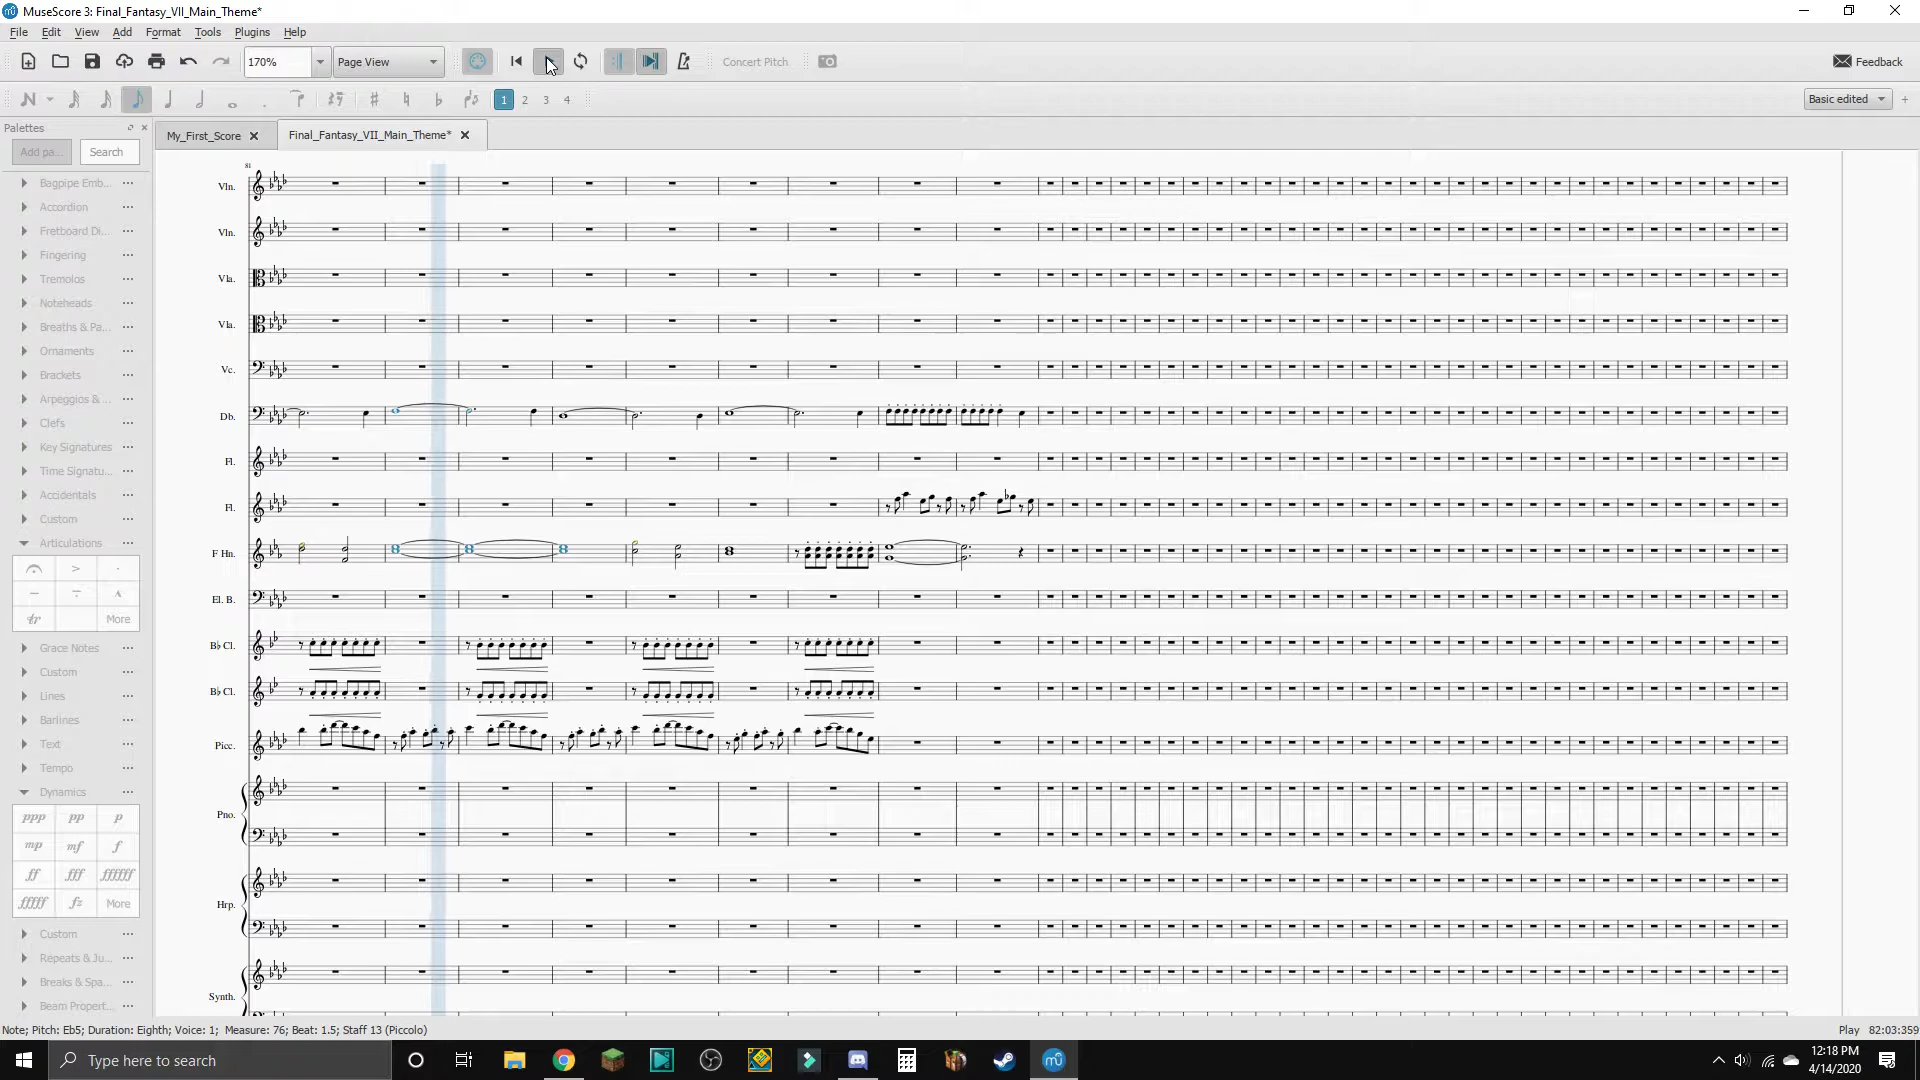 MuseScore 3: Final_Fantasy_VII_Main_Theme*
File Edit View Add Format Tools Plugins Help
170% Page View Concert Pitch Feedback
1 2 3 4 Basic edited +
Palettes
My_First_Score Final_Fantasy_VII_Main_Theme*
Add pa... Search
Bagpipe Emb...
Accordion
Fretboard Di...
Fingering
Tremolos
Noteheads
Breaths & Pa...
Ornaments
Brackets
Arpeggios & ...
Clefs
Key Signatures
Time Signatu...
Accidentals
Custom
Articulations
tr More
Grace Notes
Custom
Lines
Barlines
Text
Tempo
Dynamics
ppp pp p
mp mf f
ff fff ffffff
fffff fz More
Custom
Repeats & Ju...
Breaks & Spa...
Beam Propert...
81
Vln.
Vln.
Vla.
Vla.
Vc.
Db.
Fl.
Fl.
F Hn.
El. B.
B♭ Cl.
B♭ Cl.
Picc.
Pno.
Hrp.
Synth.
Note; Pitch: Eb5; Duration: Eighth; Voice: 1; Measure: 76; Beat: 1.5; Staff 13 (Piccolo)
Play 82:03:359
Type here to search
12:18 PM
4/14/2020